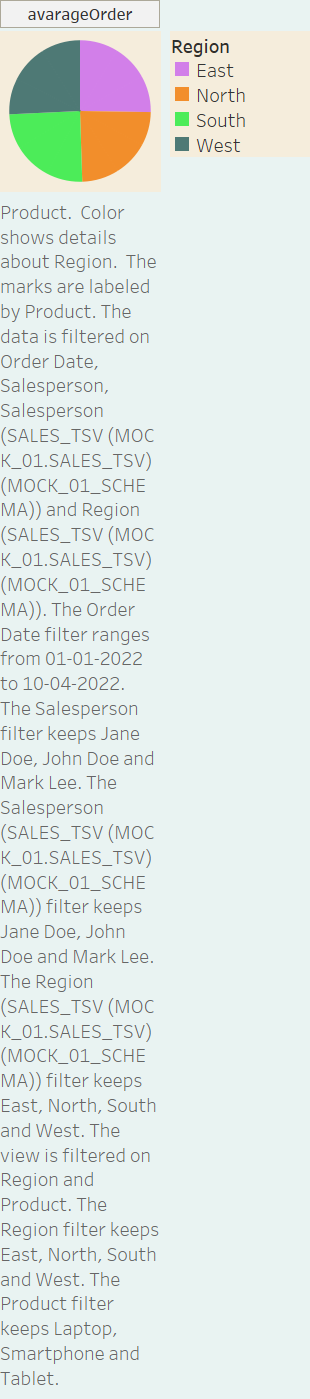 avarageOrder
Region
East
North
South
West
Product.  Color
shows details
about Region.  The
marks are labeled
by Product. The
data is filtered on
Order Date,
Salesperson,
Salesperson
(SALES_TSV (MOC
K_01.SALES_TSV)
(MOCK_01_SCHE
MA)) and Region
(SALES_TSV (MOC
K_01.SALES_TSV)
(MOCK_01_SCHE
MA)). The Order
Date filter ranges
from 01-01-2022
to 10-04-2022.
The Salesperson
filter keeps Jane
Doe, John Doe and
Mark Lee. The
Salesperson
(SALES_TSV (MOC
K_01.SALES_TSV)
(MOCK_01_SCHE
MA)) filter keeps
Jane Doe, John
Doe and Mark Lee.
The Region
(SALES_TSV (MOC
K_01.SALES_TSV)
(MOCK_01_SCHE
MA)) filter keeps
East, North, South
and West. The
view is filtered on
Region and
Product. The
Region filter keeps
East, North, South
and West. The
Product filter
keeps Laptop,
Smartphone and
Tablet.